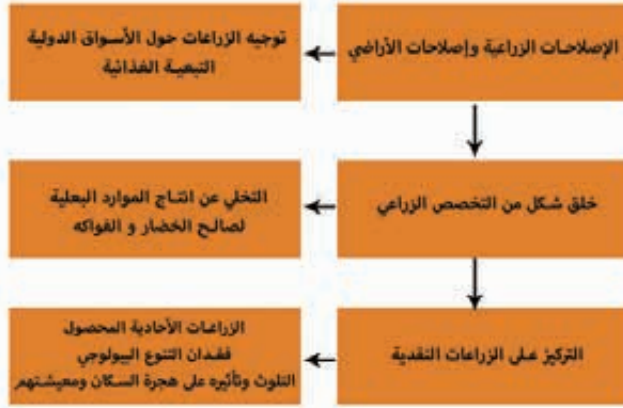 الإصلاحات الزراعية وإصلاحات الأراضي
توجيه الزراعات حول الأسواق الدولية
التبعية الغذائية
خلق شكل من التخصص الزراعي
التخلي عن انتاج الموارد البعلية
لصالح الخضار و الفواكه
التركيز على الزراعات النقدية
الزراعات الأحادية المحصول
فقدان التنوع البيولوجي
التلوث وتأثيره على هجرة السكان ومعيشتهم